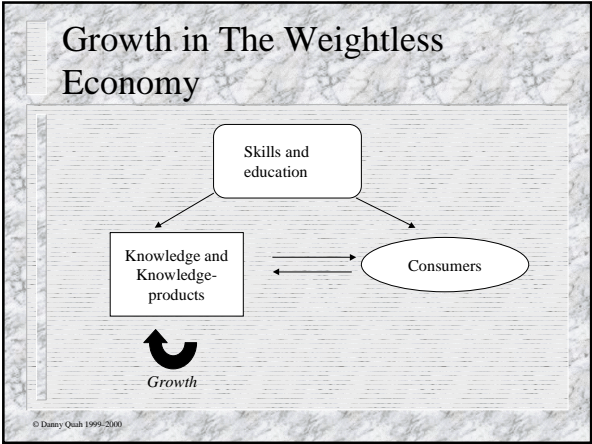 Growth in The Weightless
Economy
Skills and
education
Knowledge and
Knowledge-
products
Consumers
Growth
© Danny Quah 1999–2000